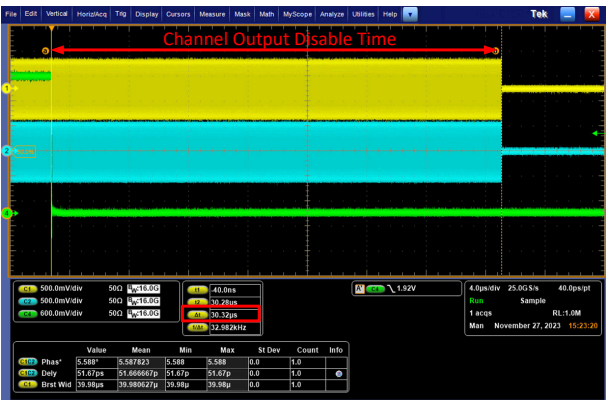 File Edit Vertical Horiz/Acq Trig Display Cursors Measure Mask Math MyScope Analyze Utilities Help Tek X
Channel Output Disable Time
a b
1
2
4
C1 500.0mV/div 50Ω BW:16.0G
C2 500.0mV/div 50Ω BW:16.0G
C4 600.0mV/div 50Ω BW:16.0G
t1 -40.0ns
t2 30.28µs
Δt 30.32µs
1/Δt 32.982kHz
A' C4 1.92V
4.0µs/div 25.0GS/s 40.0ps/pt
Run Sample
1 acqs RL:1.0M
Man November 27, 2023 15:23:20
Value Mean Min Max St Dev Count Info
C1C2 Phas* 5.588° 5.587823 5.588 5.588 0.0 1.0
C1C2 Dely 51.67ps 51.666667p 51.67p 51.67p 0.0 1.0
C1 Brst Wid 39.98µs 39.980627µ 39.98µ 39.98µ 0.0 1.0